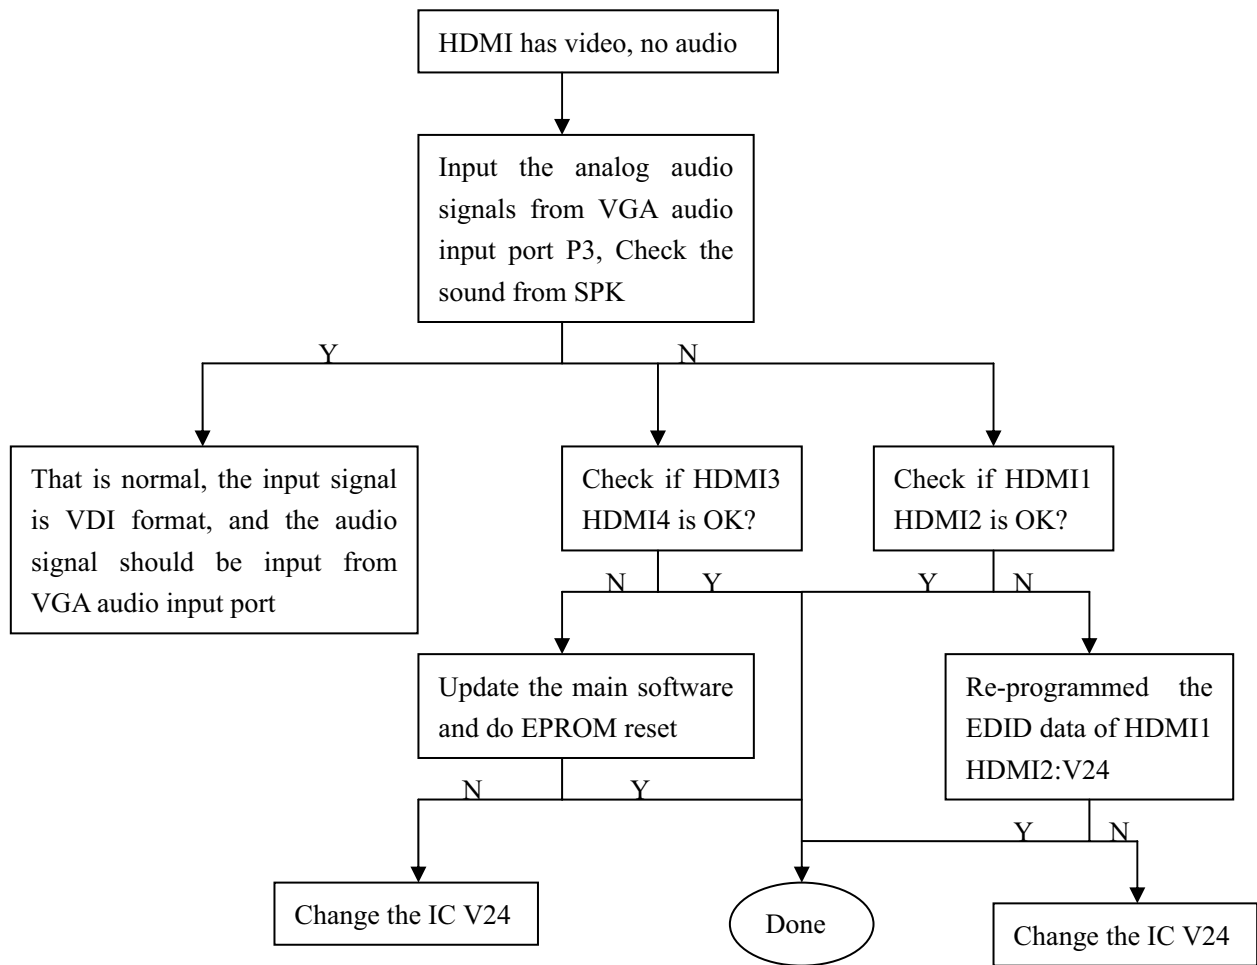 HDMI has video, no audio
Input the analog audio
signals from VGA audio
input port P3, Check the
sound from SPK
Y
N
That is normal, the input signal
is VDI format, and the audio
signal should be input from
VGA audio input port
Check if HDMI3
HDMI4 is OK?
Check if HDMI1
HDMI2 is OK?
N
Y
Y
N
Update the main software
and do EPROM reset
Re-programmed the
EDID data of HDMI1
HDMI2:V24
N
Y
Y
N
Change the IC V24
Done
Change the IC V24